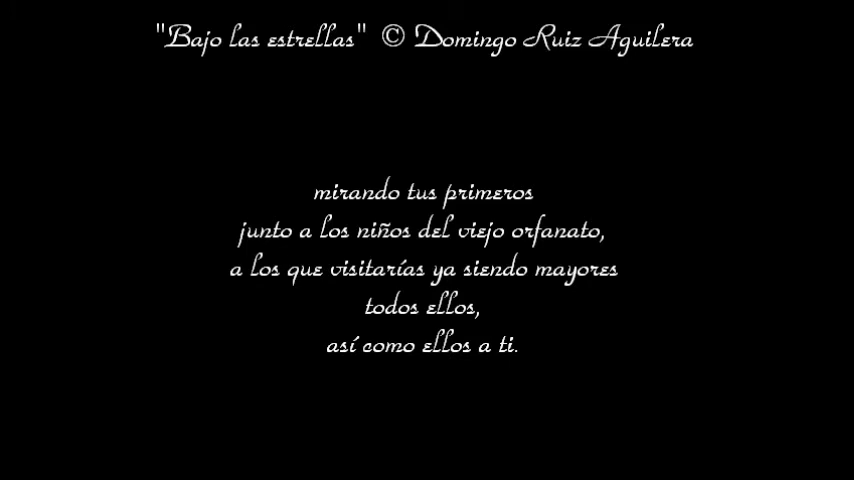 "Bajo las estrellas" © Domingo Ruiz Aguilera
mirando tus primeros
junto a los niños del viejo orfanato,
a los que visitarías ya siendo mayores
todos ellos,
así como ellos a ti.